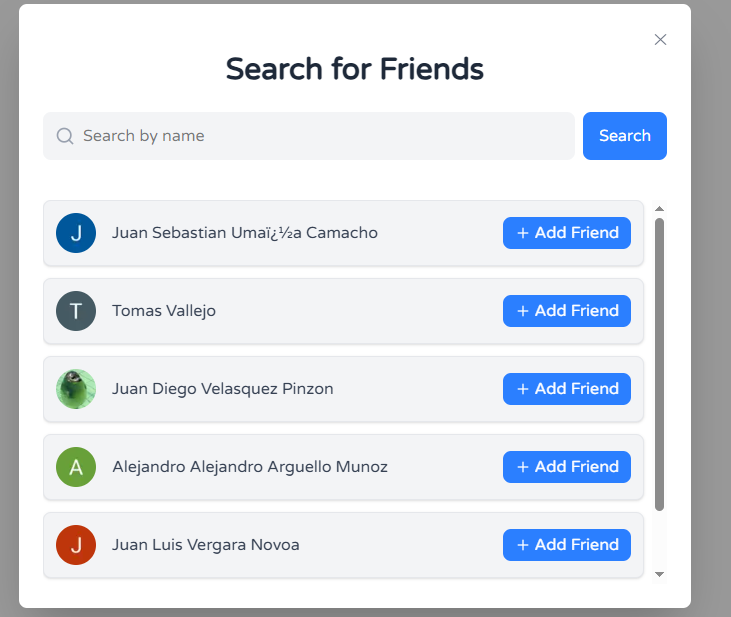 Search for Friends
Search by name
Search
J
Juan Sebastian Umaï¿½a Camacho
+ Add Friend
T
Tomas Vallejo
+ Add Friend
Juan Diego Velasquez Pinzon
+ Add Friend
A
Alejandro Alejandro Arguello Munoz
+ Add Friend
J
Juan Luis Vergara Novoa
+ Add Friend